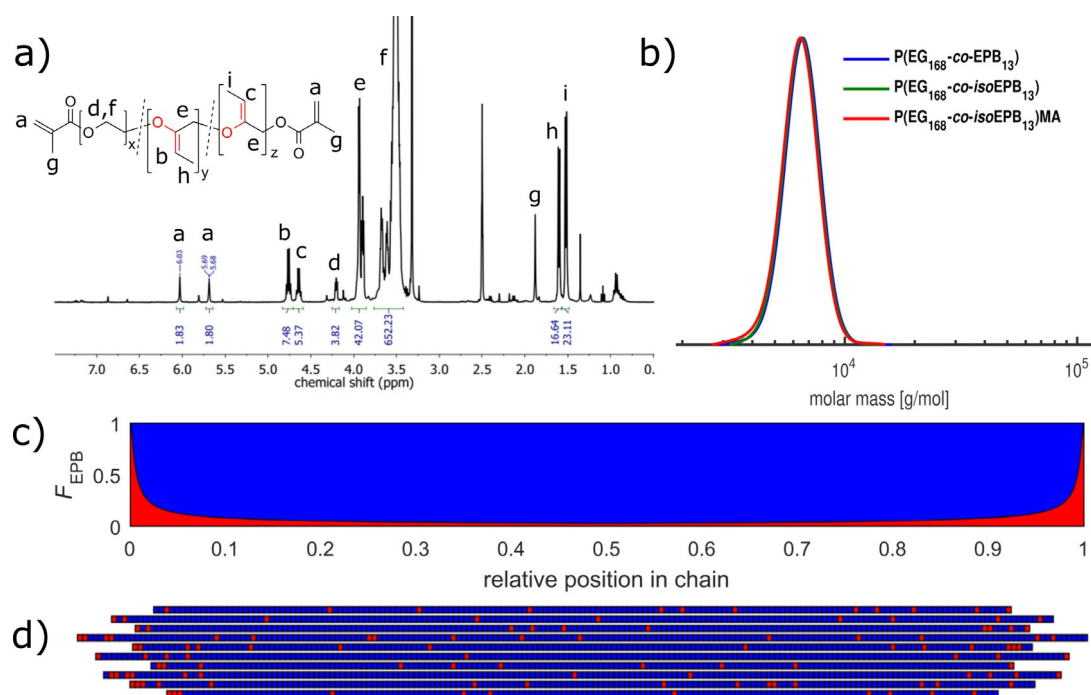 a)
f
i
a
c
d,f
e
a
O
O
O
O
O
O
g
x
b
h
y
e
z
g
e
h
i
g
a
a
b
c
d
6.03
5.69
5.68
1.83
1.80
7.48
5.37
3.82
42.07
652.23
16.64
23.11
7.0 6.5 6.0 5.5 5.0 4.5 4.0 3.5 3.0 2.5 2.0 1.5 1.0 0.
chemical shift (ppm)
b)
P(EG168-co-EPB13)
P(EG168-co-isoEPB13)
P(EG168-co-isoEPB13)MA
10^4 10^5
molar mass [g/mol]
c)
F_EPB
1
0.5
0
0 0.1 0.2 0.3 0.4 0.5 0.6 0.7 0.8 0.9 1
relative position in chain
d)